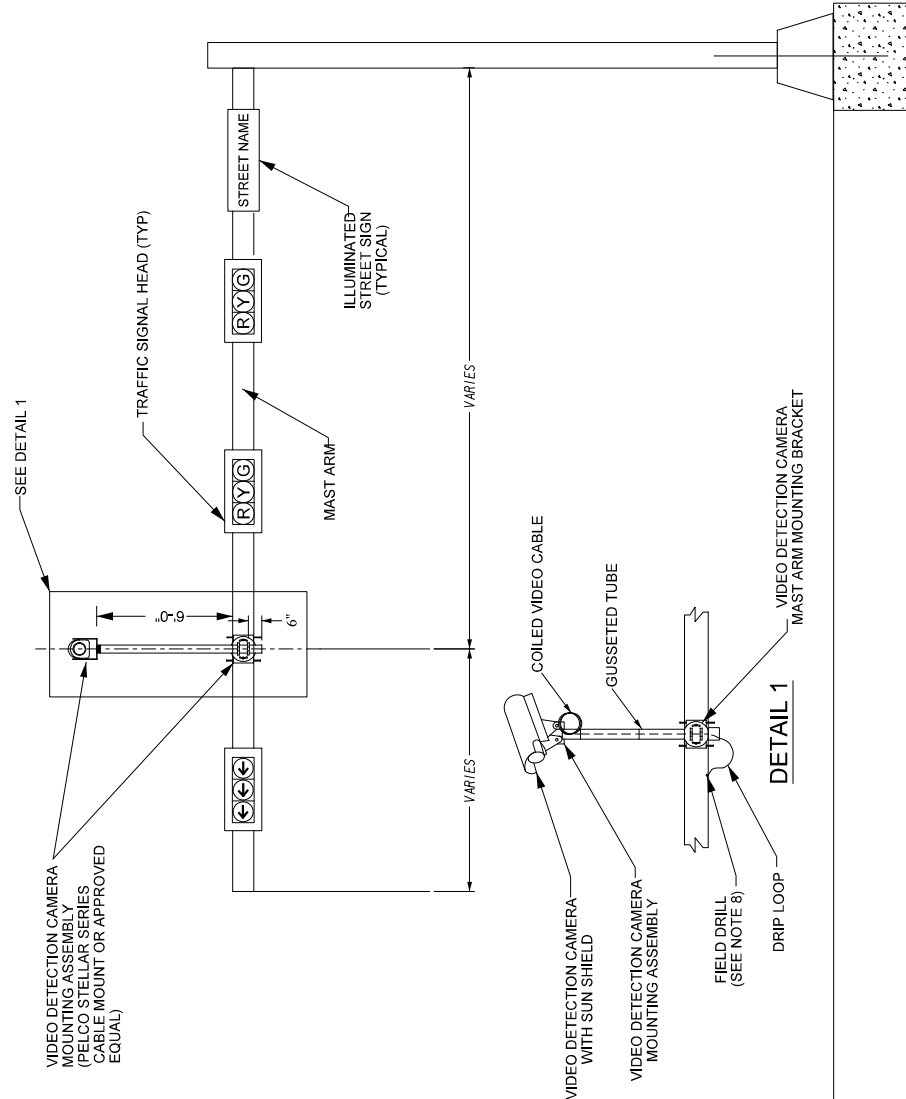 SEE DETAIL 1
VIDEO DETECTION CAMERA
MOUNTING ASSEMBLY
(PELCO STELLAR SERIES
CABLE MOUNT OR APPROVED
EQUAL)
TRAFFIC SIGNAL HEAD (TYP)
6'-0"
6"
R Y G
R Y G
STREET NAME
MAST ARM
ILLUMINATED
STREET SIGN
(TYPICAL)
VARIES
VARIES
VIDEO DETECTION CAMERA
WITH SUN SHIELD
COILED VIDEO CABLE
VIDEO DETECTION CAMERA
MOUNTING ASSEMBLY
GUSSETED TUBE
FIELD DRILL
(SEE NOTE 8)
DRIP LOOP
VIDEO DETECTION CAMERA
MAST ARM MOUNTING BRACKET
DETAIL 1